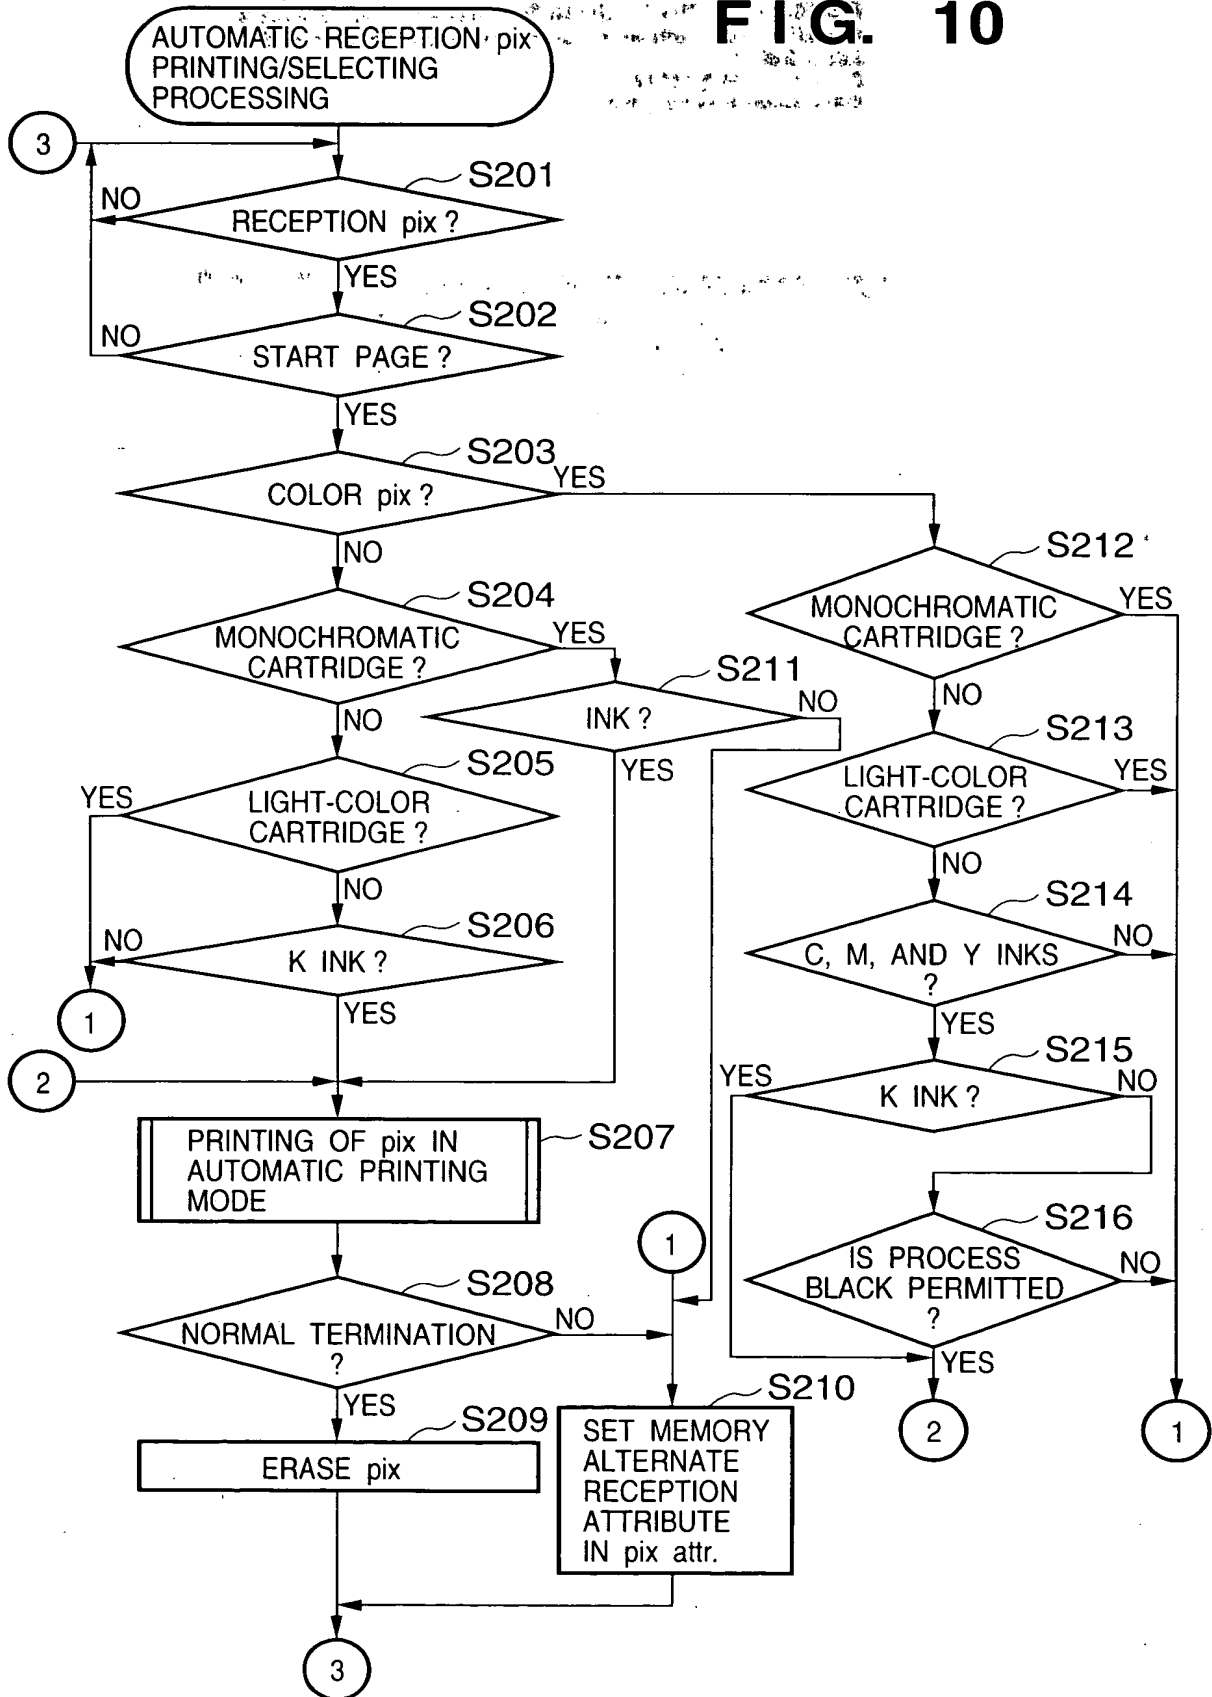 FIG. 10
AUTOMATIC RECEPTION pix
PRINTING/SELECTING
PROCESSING
3
S201
NO
RECEPTION pix ?
YES
S202
NO
START PAGE ?
YES
S203
YES
COLOR pix ?
NO
S212
MONOCHROMATIC
CARTRIDGE ?
YES
NO
S204
MONOCHROMATIC
CARTRIDGE ?
YES
NO
S211
INK ?
NO
YES
S213
LIGHT-COLOR
CARTRIDGE ?
YES
NO
S205
YES
LIGHT-COLOR
CARTRIDGE ?
NO
S214
C, M, AND Y INKS
?
NO
YES
S206
NO
K INK ?
YES
1
2
S215
YES
K INK ?
NO
S207
PRINTING OF pix IN
AUTOMATIC PRINTING
MODE
1
S216
IS PROCESS
BLACK PERMITTED
?
NO
YES
S208
NORMAL TERMINATION
?
NO
YES
S209
ERASE pix
S210
SET MEMORY
ALTERNATE
RECEPTION
ATTRIBUTE
IN pix attr.
2
1
3